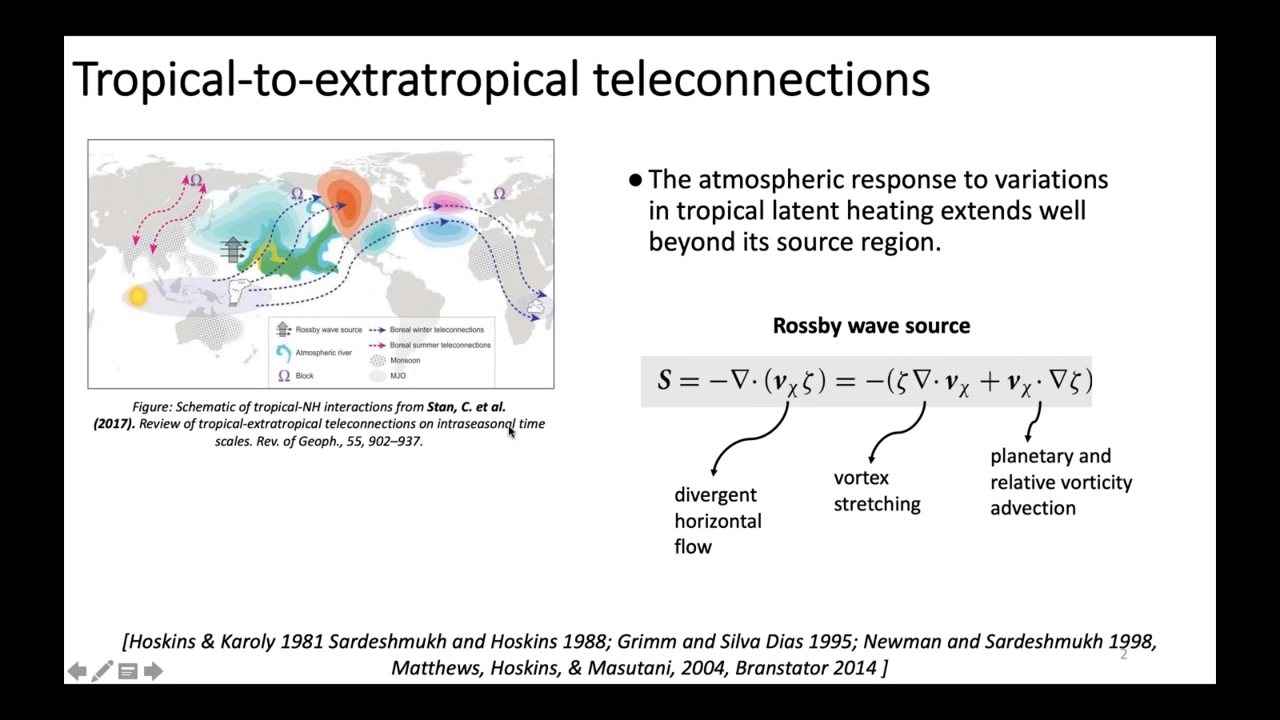 Tropical-to-extratropical teleconnections
Ω
Ω
Ω
Rossby wave source
Boreal winter teleconnections
Boreal summer teleconnections
Atmospheric river
Monsoon
Ω Block
MJO
Figure: Schematic of tropical-NH interactions from Stan, C. et al.
(2017). Review of tropical-extratropical teleconnections on intraseasonal time
scales. Rev. of Geoph., 55, 902–937.
● The atmospheric response to variations
in tropical latent heating extends well
beyond its source region.
Rossby wave source
S = −∇· (vχ ζ) = −(ζ ∇· vχ + vχ · ∇ζ)
divergent
horizontal
flow
vortex
stretching
planetary and
relative vorticity
advection
[Hoskins & Karoly 1981 Sardeshmukh and Hoskins 1988; Grimm and Silva Dias 1995; Newman and Sardeshmukh 1998,
Matthews, Hoskins, & Masutani, 2004, Branstator 2014 ]
2